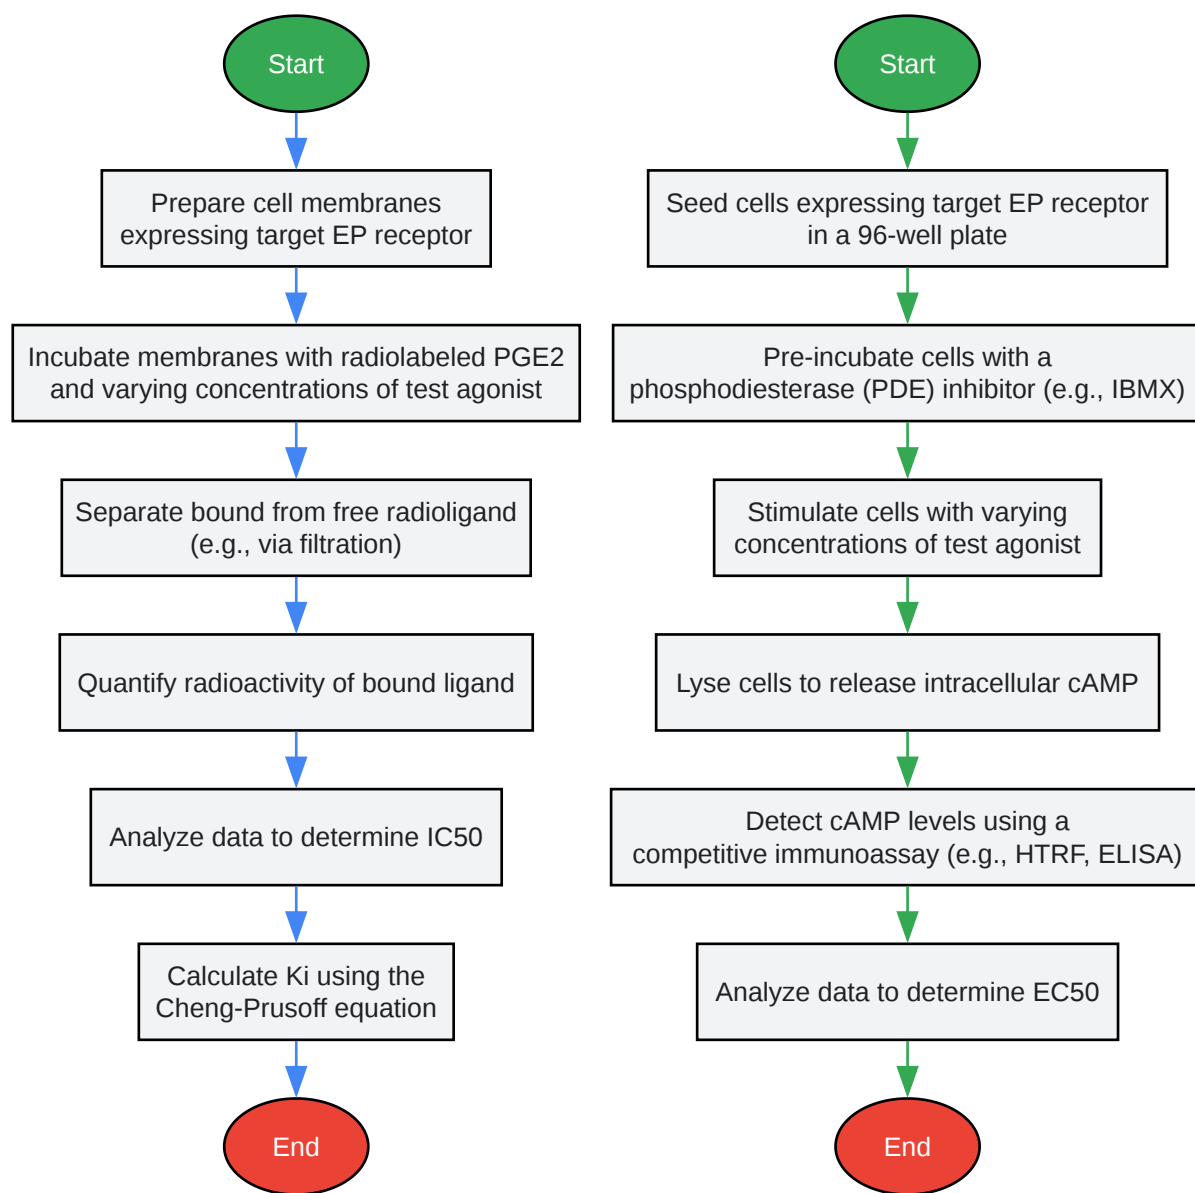 Start
Prepare cell membranes
expressing target EP receptor
Incubate membranes with radiolabeled PGE2
and varying concentrations of test agonist
Separate bound from free radioligand
(e.g., via filtration)
Quantify radioactivity of bound ligand
Analyze data to determine IC50
Calculate Ki using the
Cheng-Prusoff equation
End
Start
Seed cells expressing target EP receptor
in a 96-well plate
Pre-incubate cells with a
phosphodiesterase (PDE) inhibitor (e.g., IBMX)
Stimulate cells with varying
concentrations of test agonist
Lyse cells to release intracellular cAMP
Detect cAMP levels using a
competitive immunoassay (e.g., HTRF, ELISA)
Analyze data to determine EC50
End